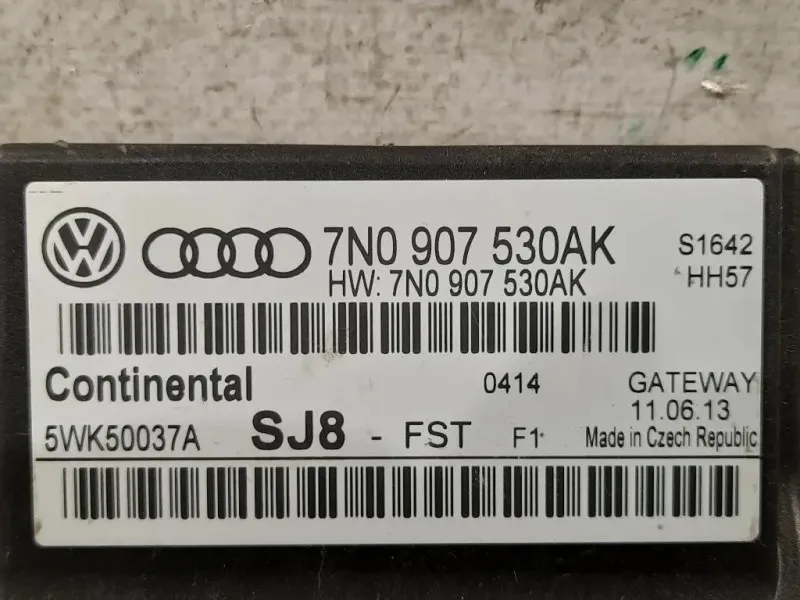 7N0 907 530AK S1642
HW: 7N0 907 530AK HH57
Continental 0414 GATEWAY
11.06.13
5WK50037A SJ8 - FST F1 Made in Czech Republic